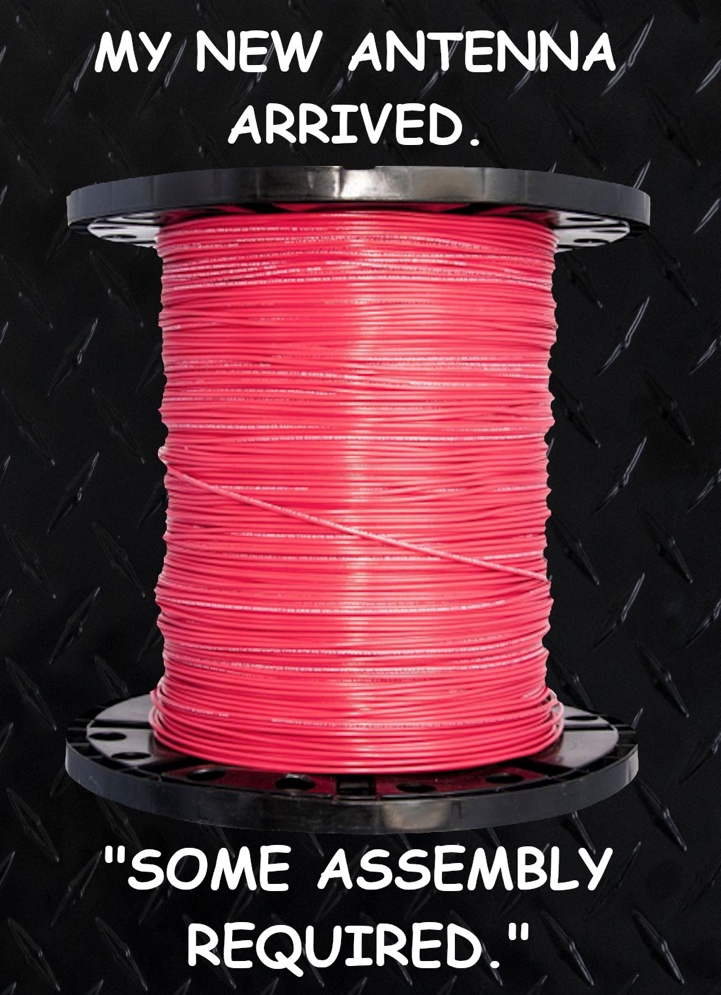 MY NEW ANTENNA
ARRIVED.
"SOME ASSEMBLY
REQUIRED."